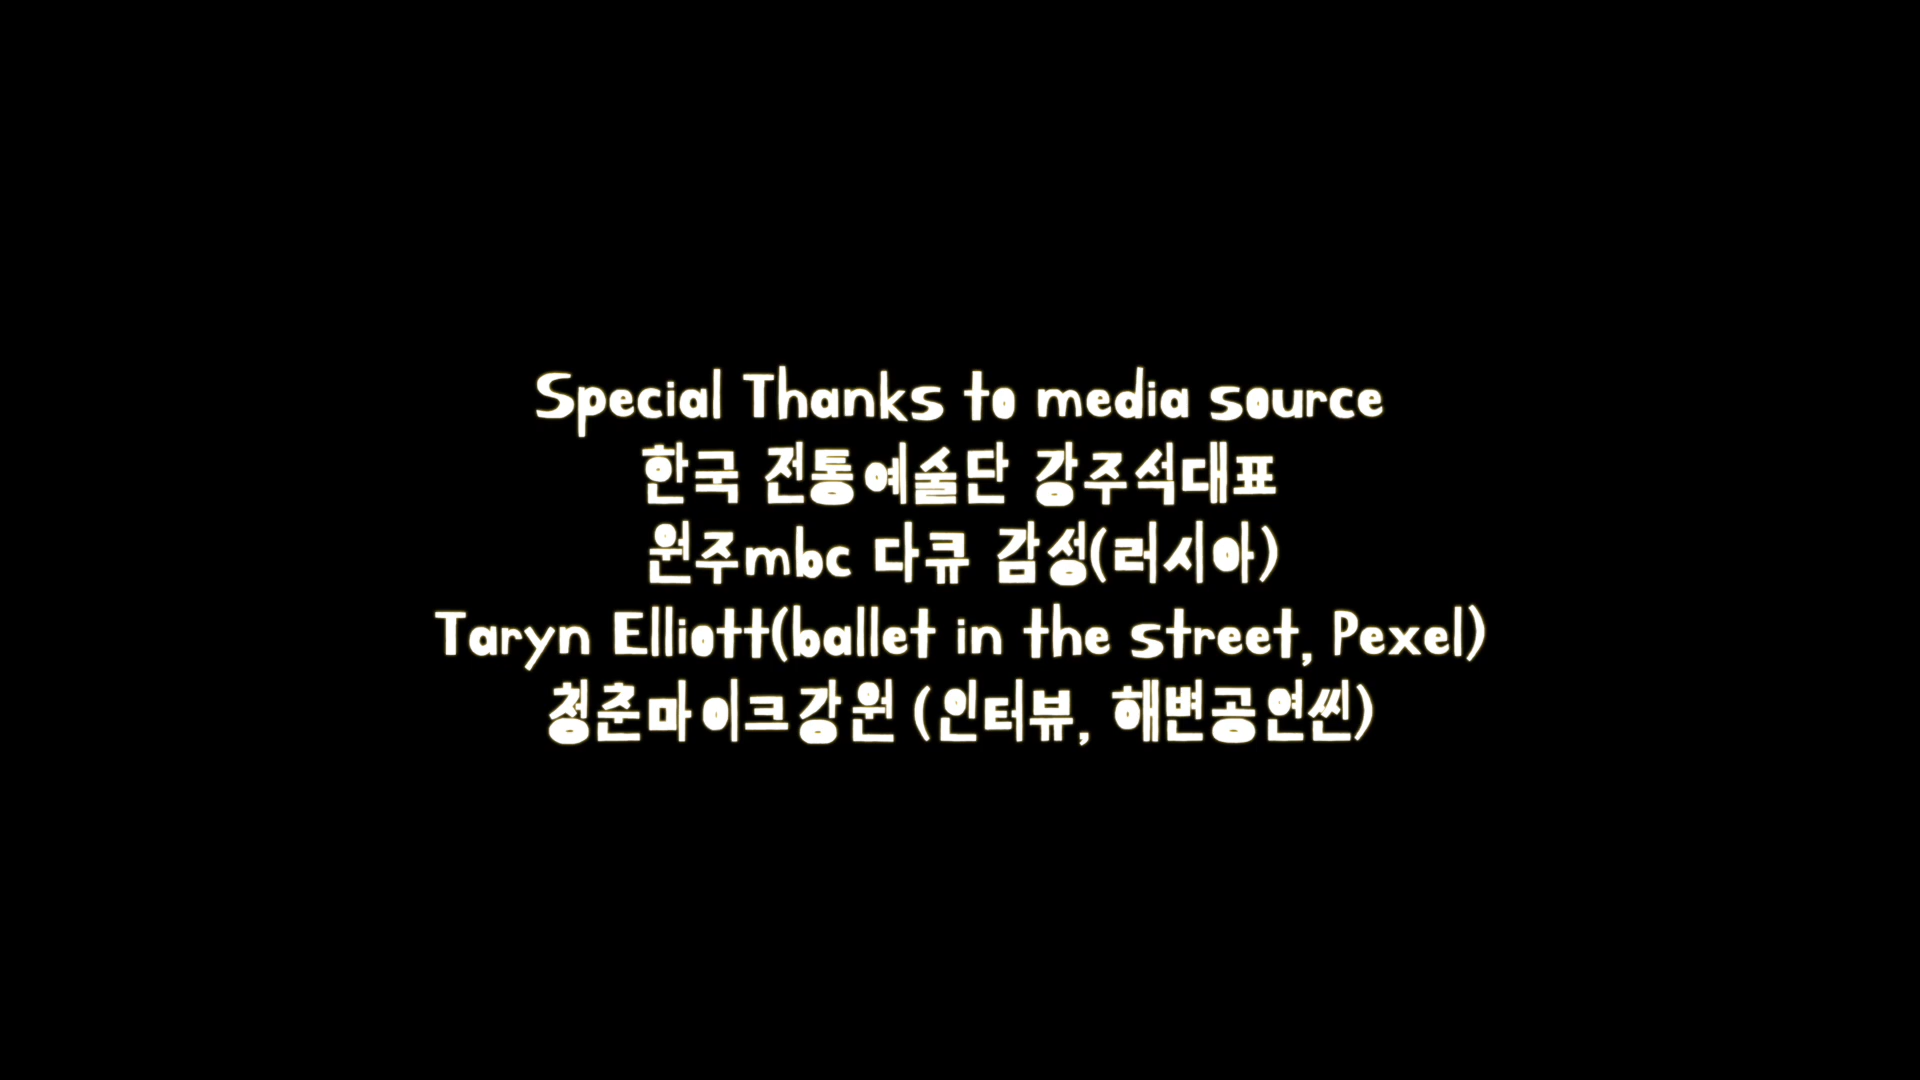 Special Thanks to media source
한국 전통예술단 강주석대표
원주mbc 다큐 감성(러시아)
Taryn Elliott(ballet in the street, Pexel)
청춘마이크강원 (인터뷰, 해변공연씬)